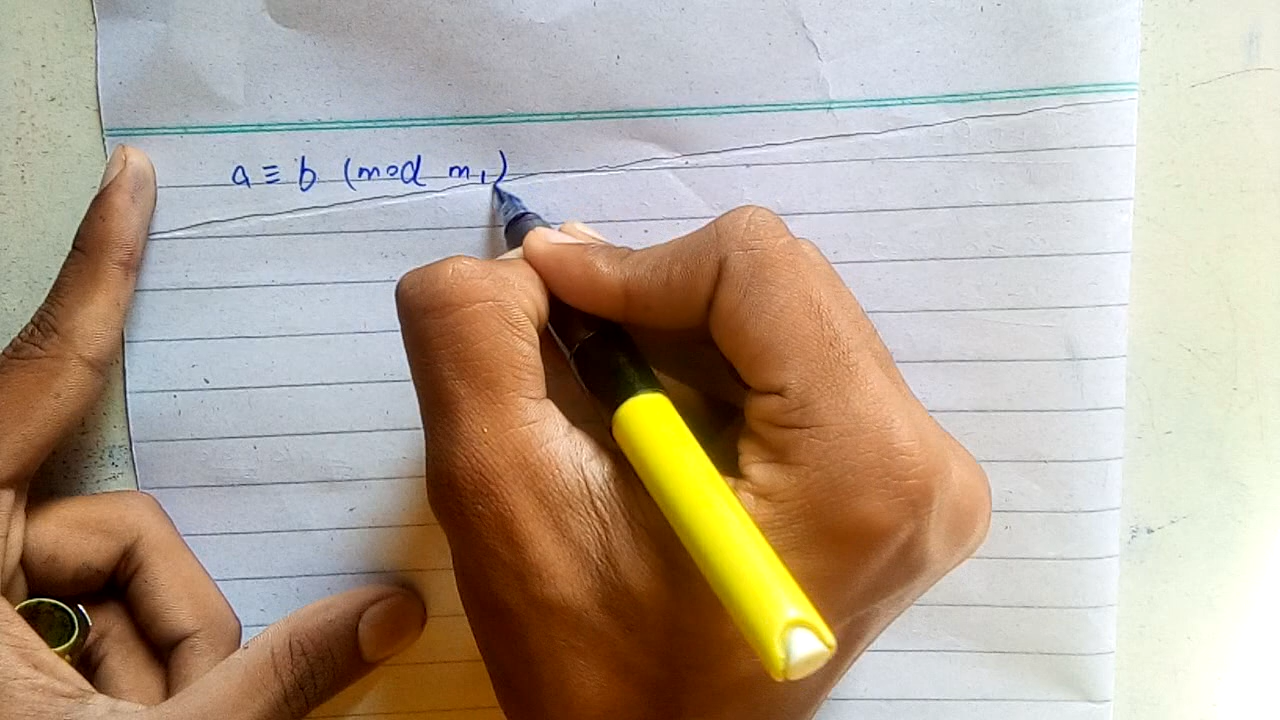 a ≡ b (mod m₁)